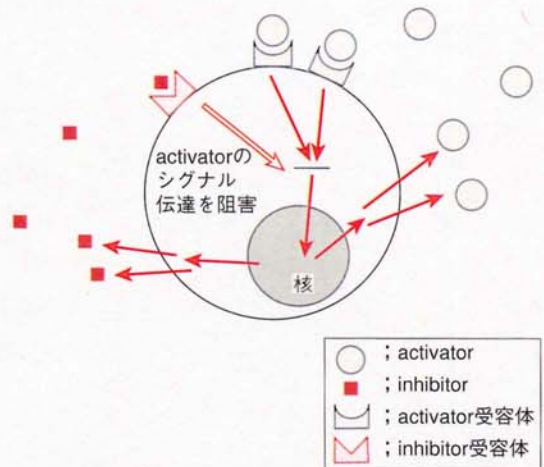 activatorの
シグナル
伝達を阻害
核
；activator
；inhibitor
；activator受容体
；inhibitor受容体